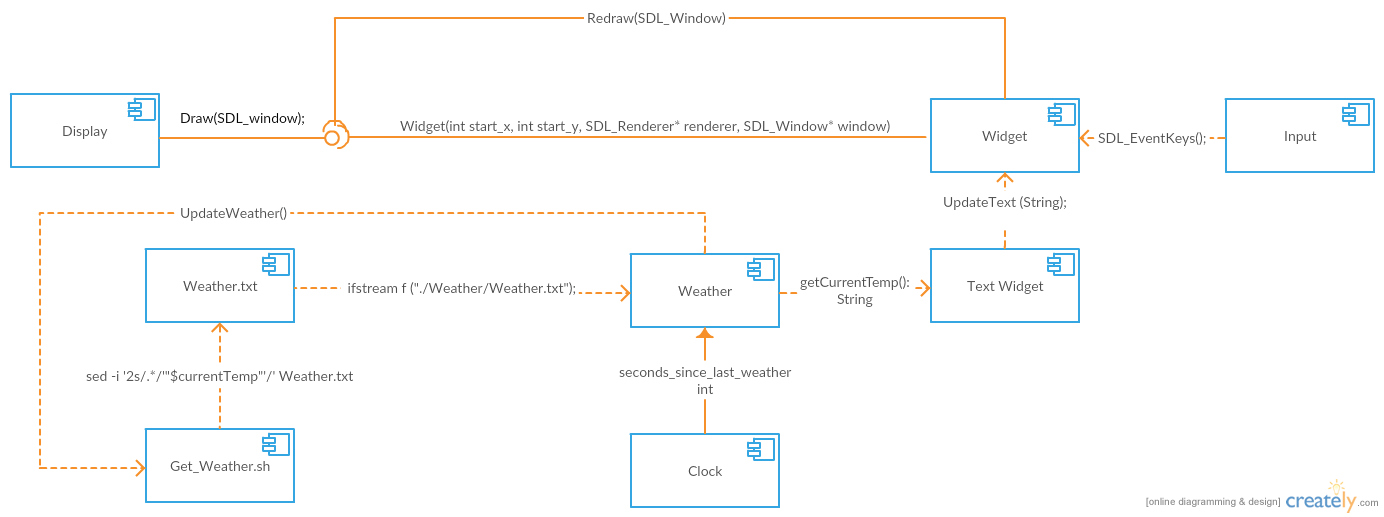 Redraw(SDL_Window)
Display
Draw(SDL_window);
Widget(int start_x, int start_y, SDL_Renderer* renderer, SDL_Window* window)
Widget
SDL_EventKeys();
Input
UpdateText (String);
UpdateWeather()
Weather.txt
ifstream f ("./Weather/Weather.txt");
Weather
getCurrentTemp():
String
Text Widget
sed -i '2s/.*/'"$currentTemp"'/' Weather.txt
seconds_since_last_weather
int
Get_Weather.sh
Clock
[online diagramming & design] creately.com